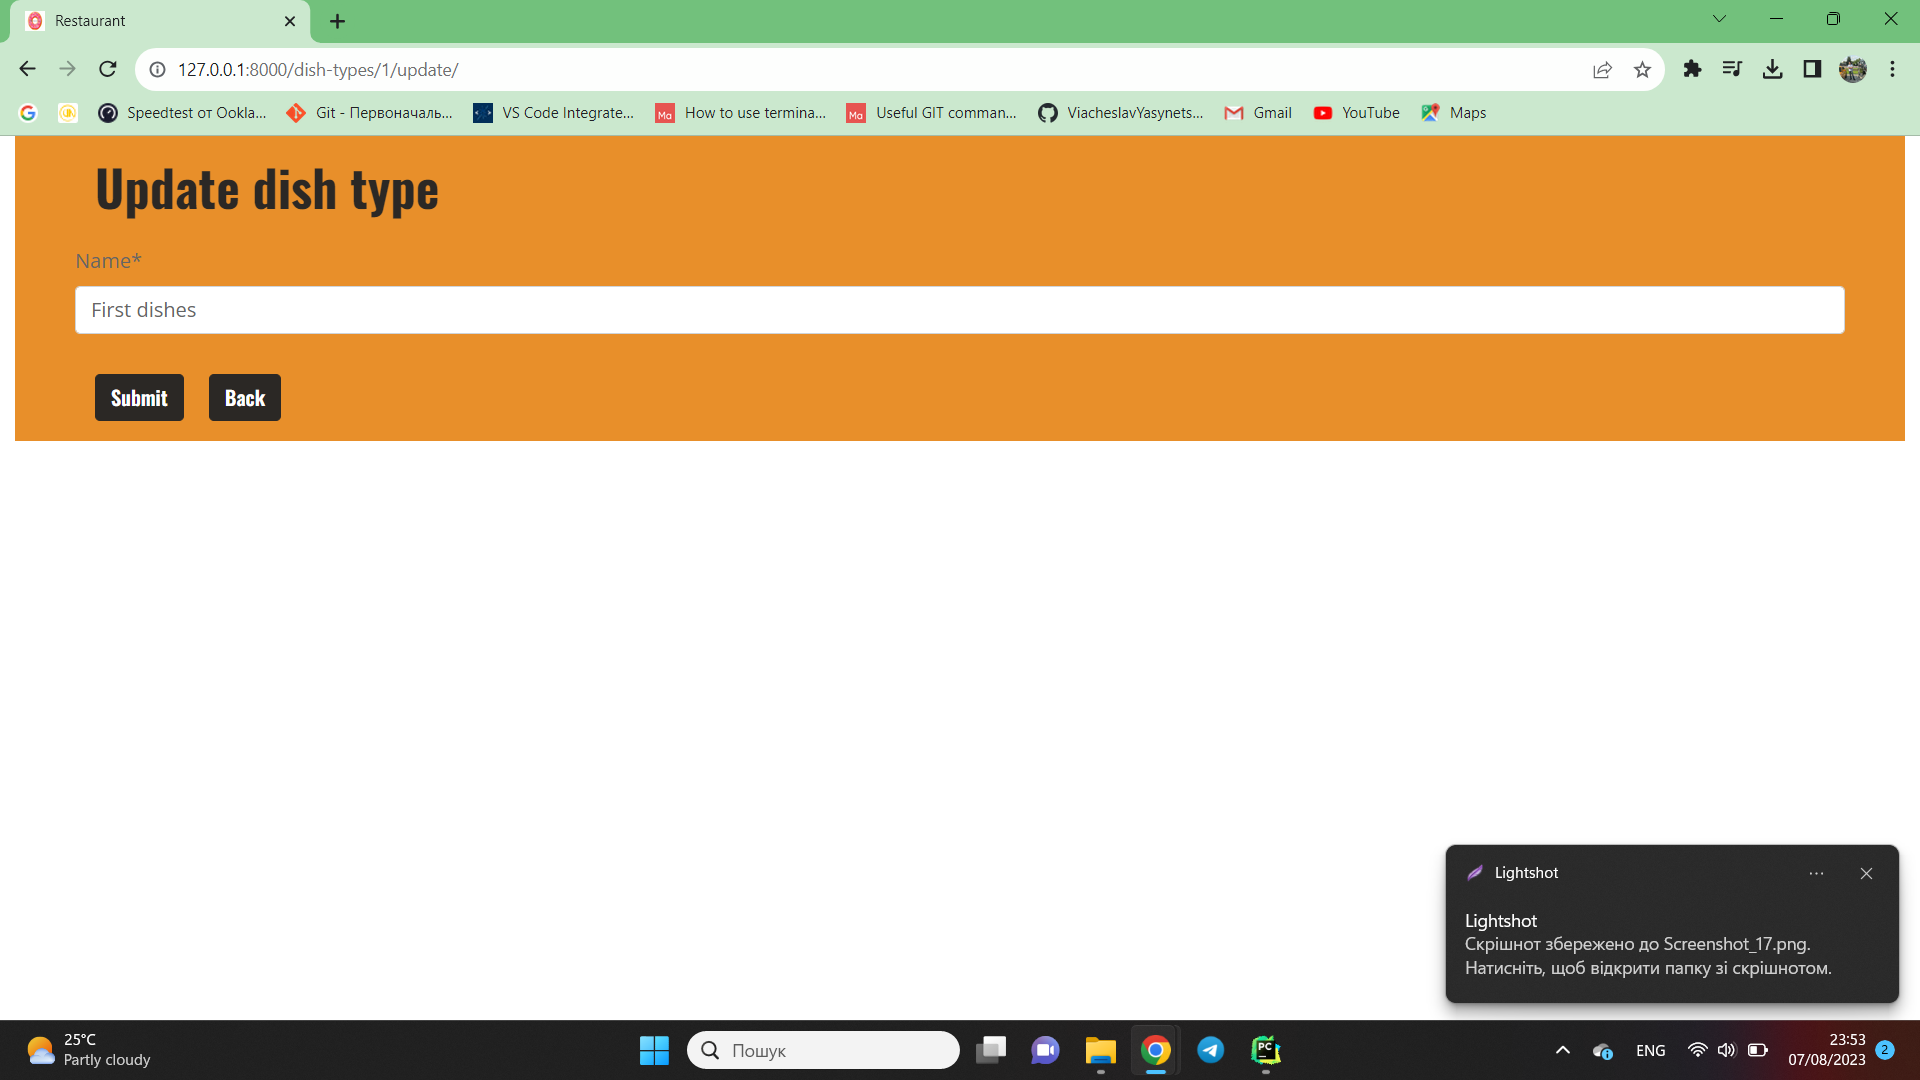 Restaurant
127.0.0.1:8000/dish-types/1/update/
Speedtest от Ookla...
Git - Первоначаль...
VS Code Integrate...
Ma
How to use termina...
Ma
Useful GIT comman...
ViacheslavYasynets...
Gmail
YouTube
Maps
Update dish type
Name*
First dishes
Submit
Back
Lightshot
Lightshot
Скрішнот збережено до Screenshot_17.png.
Натисніть, щоб відкрити папку зі скрішнотом.
25°C
Partly cloudy
Пошук
PC
ENG
23:53
07/08/2023
2